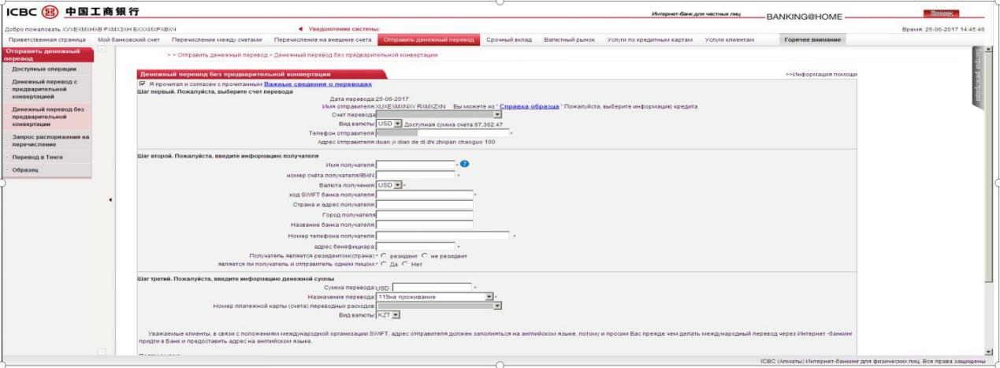 ICBC 中国工商银行
Интернет-банк для частных лиц
BANKING@HOME
Выход
Добро пожаловать ХУХЕХМХНХВ РХМХЗХН БХХХИХРХВХЧ
Уведомление системы:
Время: 25-06-2017 14:45:46
Приветственная страница Мой банковский счет Перечисление между счетами Перечисление на внешние счета Отправить денежный перевод Срочный вклад Валютный рынок Услуги по кредитным картам Услуги клиентам Горячее внимание
Отправить денежный
перевод
Доступные операции
Денежный перевод с
предварительной
конвертацией
Денежный перевод без
предварительной
конвертации
Запрос распоряжения на
перечисление
Перевод в Тенге
Образец
> > Отправить денежный перевод > Денежный перевод без предварительной конвертации
Денежный перевод без предварительной конвертации
>>Информация помощи
Я прочитал и согласен с прочитанным Важные сведения о переводах
Шаг первый. Пожалуйста, выберите счет перевода
Дата перевода:25-06-2017
Имя отправителя:XUXEXMXNXV RXMXZXN Вы можете из " Справка образца " Пожалуйста, выберите информацию кредита
Счет перевода
Вид валюты: USD Доступная сумма счета:67,362.47
Телефон отправителя: *
Адрес отправителя:duan yi dian de di zhi zhiqian chaoguo 100
Шаг второй. Пожалуйста, введите информацию получателя
Имя получателя: * ?
номер счёта получателя/IBAN: *
Валюта получения: USD *
код SWIFT банка получателя: *
Страна и адрес получателя:
Город получателя
Название банка получателя:
Номер телефона получателя: *
адрес бенефициара: *
Получатель является резидентом(страна):* резидент не резидент
является ли получатель и отправитель одним лицом:* Да Нет
Шаг третий. Пожалуйста, введите информацию денежной суммы
Сумма перевода:USD *
Назначение перевода: 119на проживание *
Номер платежной карты (счета) переводных расходов:
Вид валюты: KZT
Уважаемые клиенты, в связи с положениям международной организации SWIFT, адрес отправителя должен заполняться на английском языке, потому и просим Вас прежде чем делать международный перевод через Интернет -банкинг
придти в Банк и предоставить адрес на английском языке.
ICBC (Алматы) Интернет-банкинг для физических лиц. Все права защищены